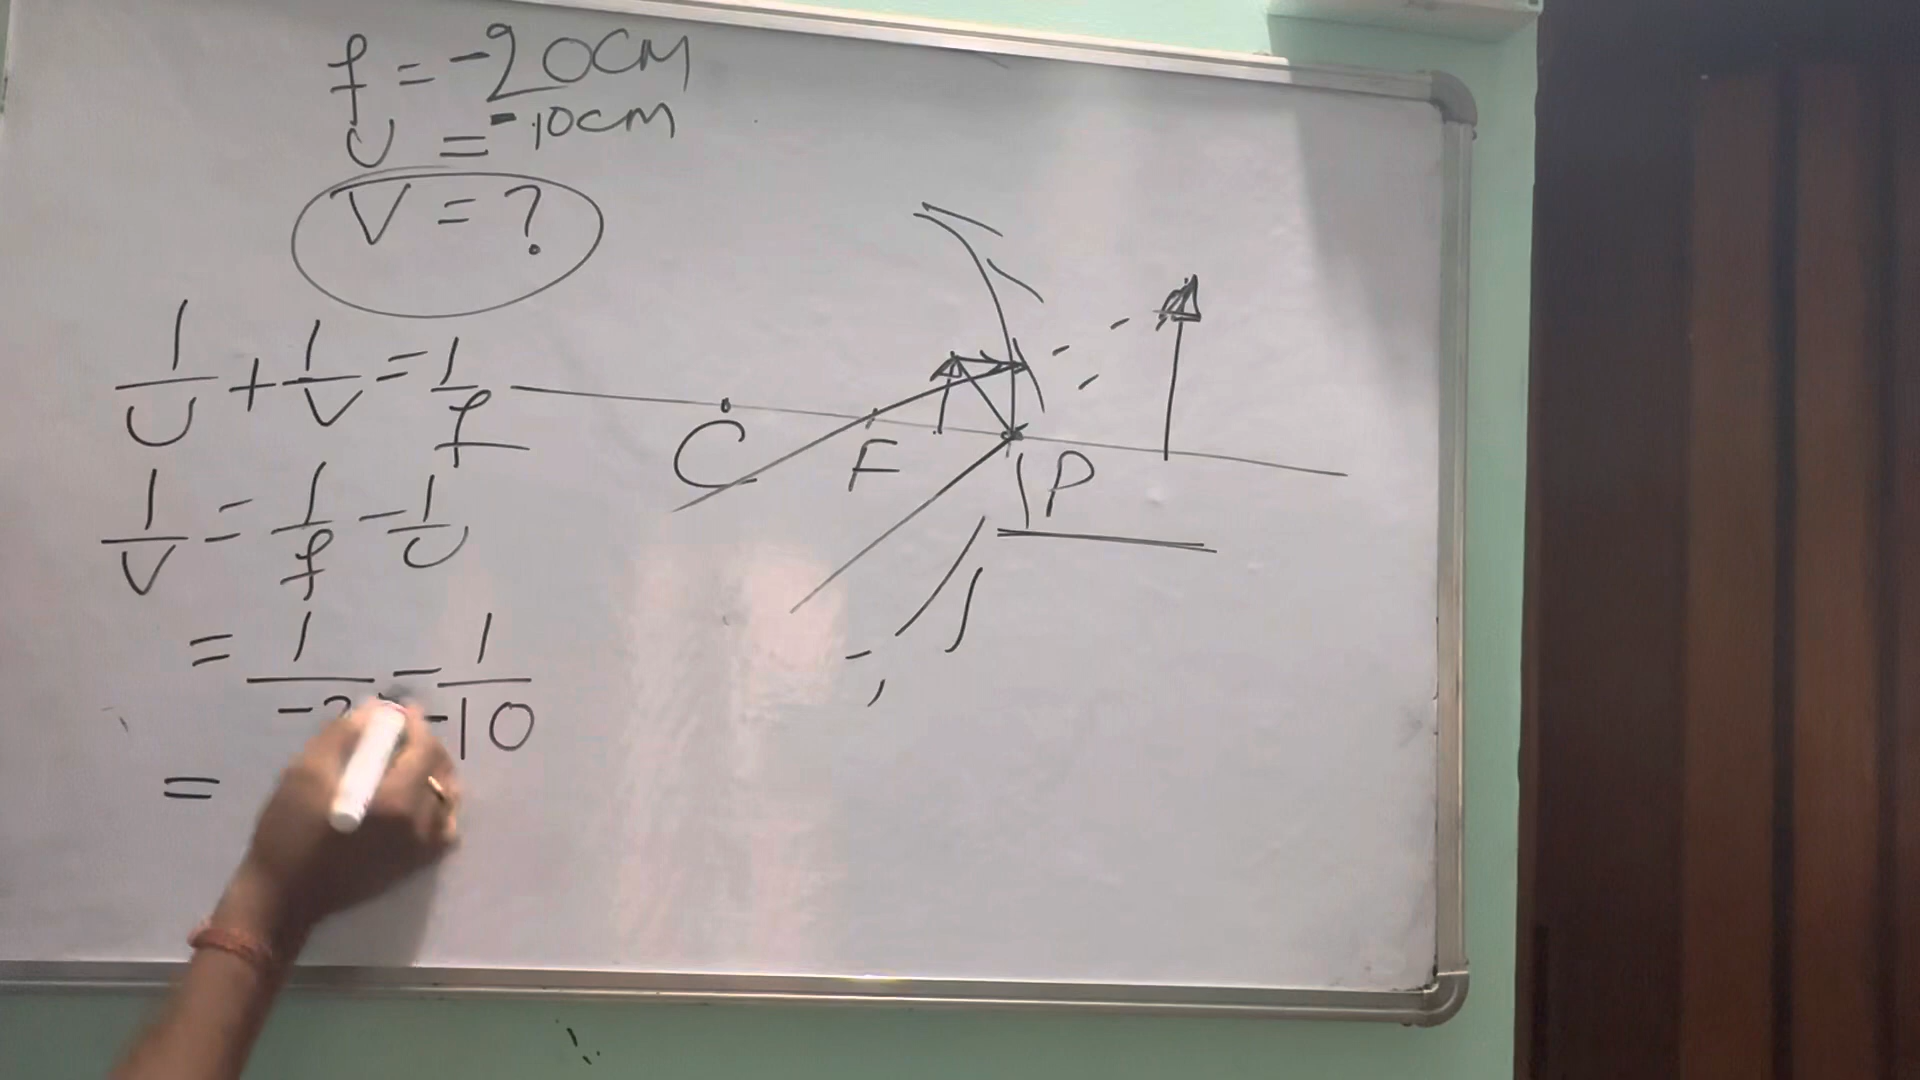 f = -20CM
U = -10CM
V = ?
1/U + 1/V = 1/f
1/V = 1/f - 1/U
= 1/-2 - 1/-10
=
C F P